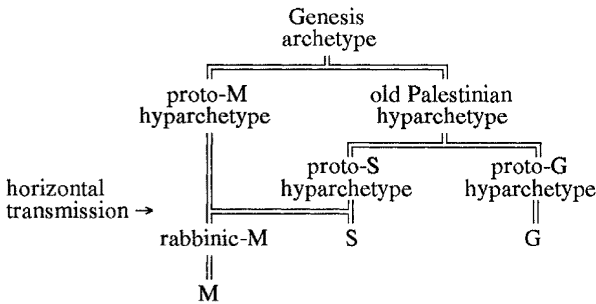 Genesis
archetype
proto-M
hyparchetype
old Palestinian
hyparchetype
proto-S
hyparchetype
proto-G
hyparchetype
horizontal
transmission →
rabbinic-M
S
G
M